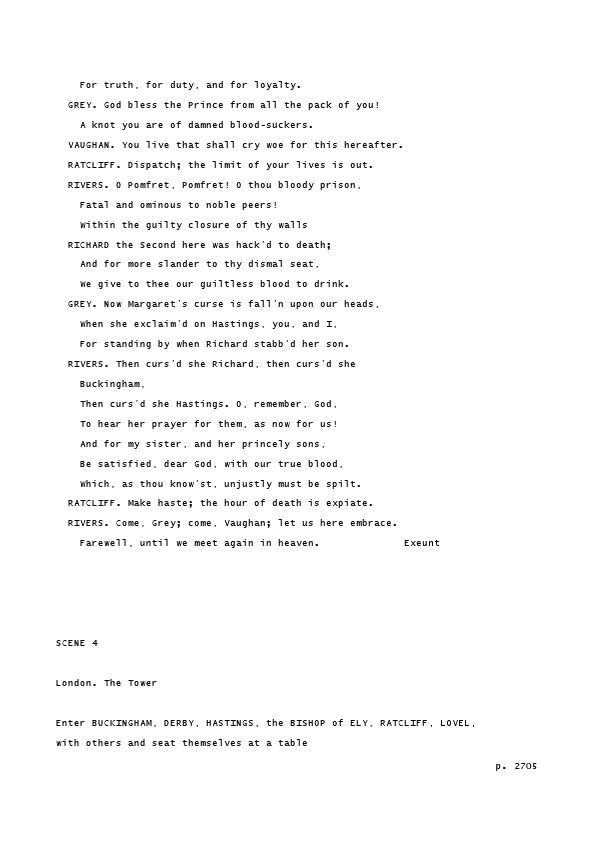 For truth, for duty, and for loyalty.
GREY. God bless the Prince from all the pack of you!
A knot you are of damned blood-suckers.
VAUGHAN. You live that shall cry woe for this hereafter.
RATCLIFF. Dispatch; the limit of your lives is out.
RIVERS. O Pomfret, Pomfret! O thou bloody prison,
Fatal and ominous to noble peers!
Within the guilty closure of thy walls
RICHARD the Second here was hack'd to death;
And for more slander to thy dismal seat,
We give to thee our guiltless blood to drink.
GREY. Now Margaret's curse is fall'n upon our heads,
When she exclaim'd on Hastings, you, and I,
For standing by when Richard stabb'd her son.
RIVERS. Then curs'd she Richard, then curs'd she
Buckingham,
Then curs'd she Hastings. O, remember, God,
To hear her prayer for them, as now for us!
And for my sister, and her princely sons,
Be satisfied, dear God, with our true blood,
Which, as thou know'st, unjustly must be spilt.
RATCLIFF. Make haste; the hour of death is expiate.
RIVERS. Come, Grey; come, Vaughan; let us here embrace.
Farewell, until we meet again in heaven. Exeunt
SCENE 4
London. The Tower
Enter BUCKINGHAM, DERBY, HASTINGS, the BISHOP of ELY, RATCLIFF, LOVEL,
with others and seat themselves at a table
p. 2705